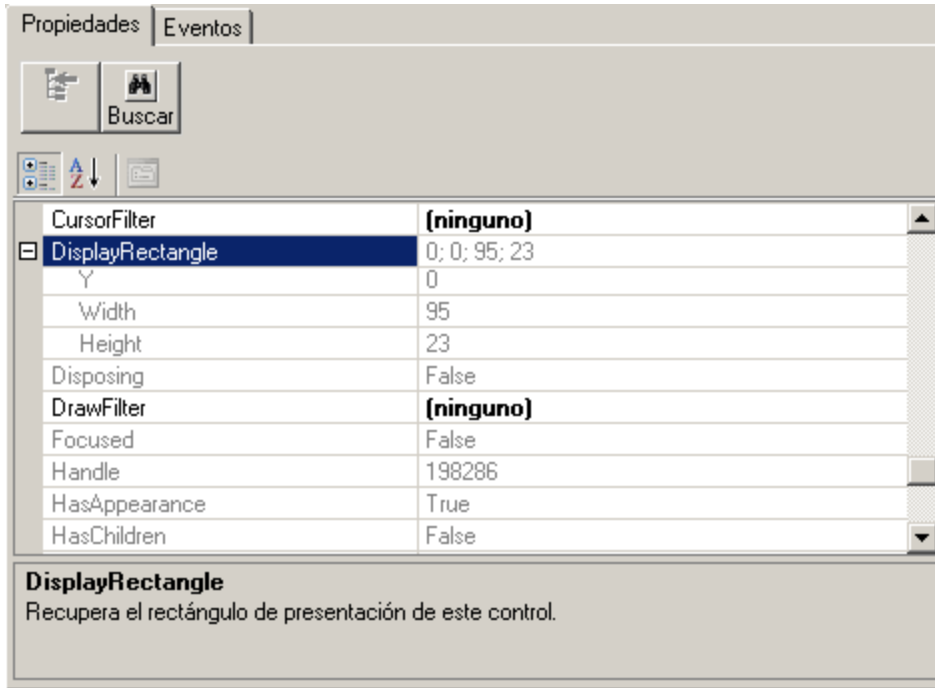 Propiedades Eventos
Buscar
A
Z
CursorFilter (ninguno)
DisplayRectangle 0; 0; 95; 23
Y 0
Width 95
Height 23
Disposing False
DrawFilter (ninguno)
Focused False
Handle 198286
HasAppearance True
HasChildren False
DisplayRectangle
Recupera el rectángulo de presentación de este control.